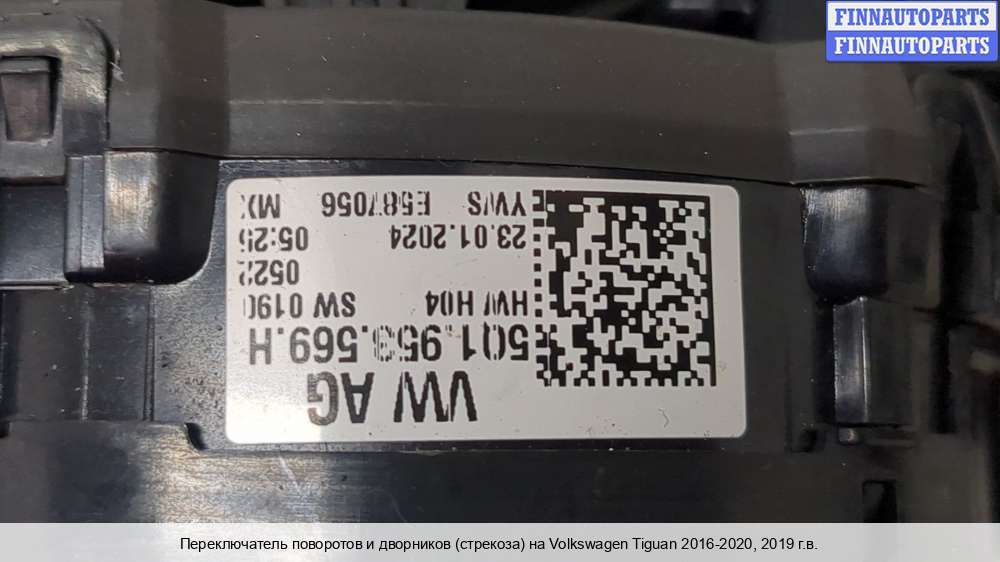 FINNAUTOPARTS
FINNAUTOPARTS
VW AG
5Q1.953.569.H
HW H04 SW 0190
0522
23.01.2024 05:25
YWS E587056 MX
Переключатель поворотов и дворников (стрекоза) на Volkswagen Tiguan 2016-2020, 2019 г.в.